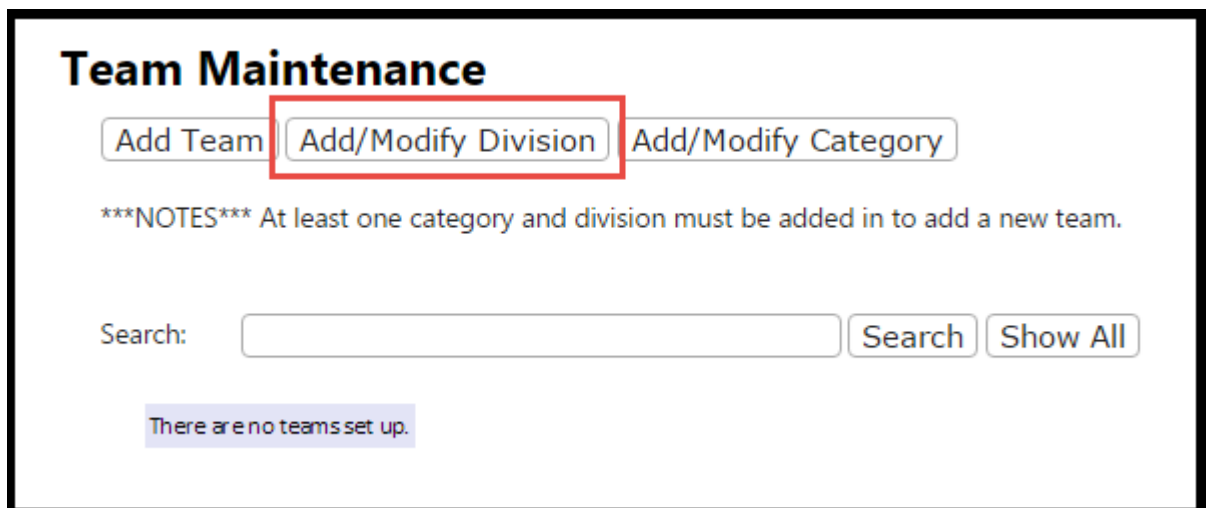 Team Maintenance
Add Team Add/Modify Division Add/Modify Category
***NOTES*** At least one category and division must be added in to add a new team.
Search: Search Show All
There are no teams set up.